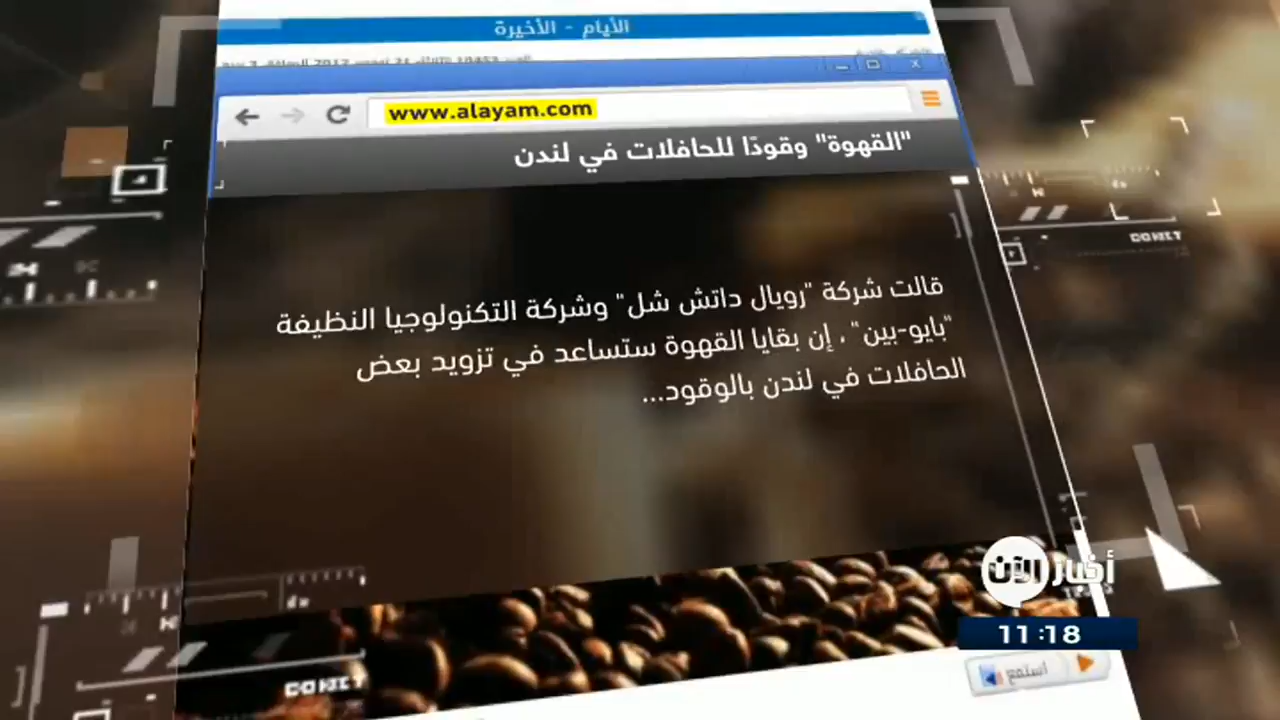 الأيام - الأخيرة
www.alayam.com
"القهوة" وقودًا للحافلات في لندن
قالت شركة "رويال داتش شل" وشركة التكنولوجيا النظيفة
"بايو-بين" ، إن بقايا القهوة ستساعد في تزويد بعض
الحافلات في لندن بالوقود...
أخبار الآن
11:18
استمع